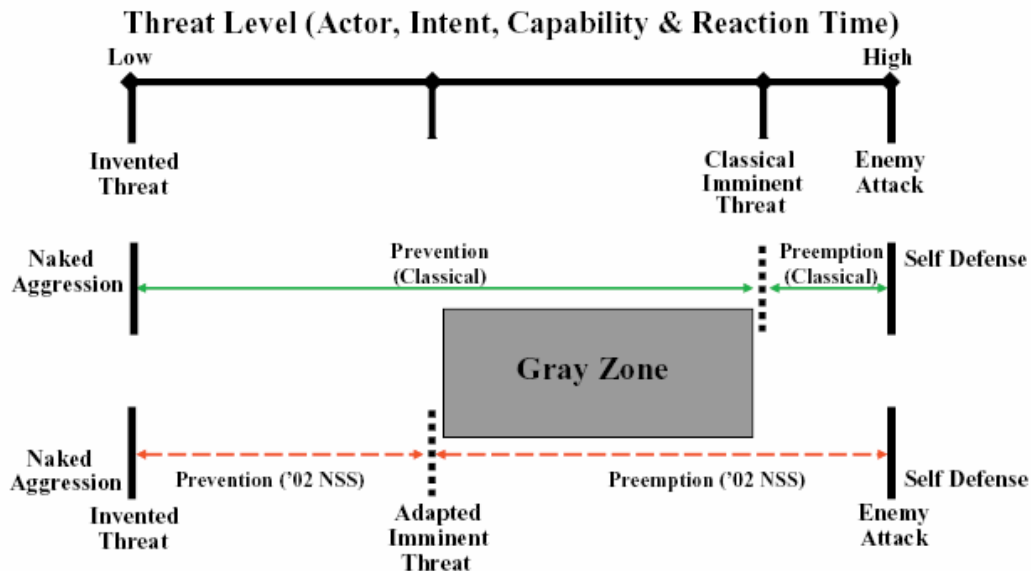 Threat Level (Actor, Intent, Capability & Reaction Time)
Low
High
Invented
Threat
Classical
Imminent
Threat
Enemy
Attack
Naked
Aggression
Prevention
(Classical)
Preemption
(Classical)
Self Defense
Gray Zone
Naked
Aggression
Prevention ('02 NSS)
Preemption ('02 NSS)
Self Defense
Invented
Threat
Adapted
Imminent
Threat
Enemy
Attack